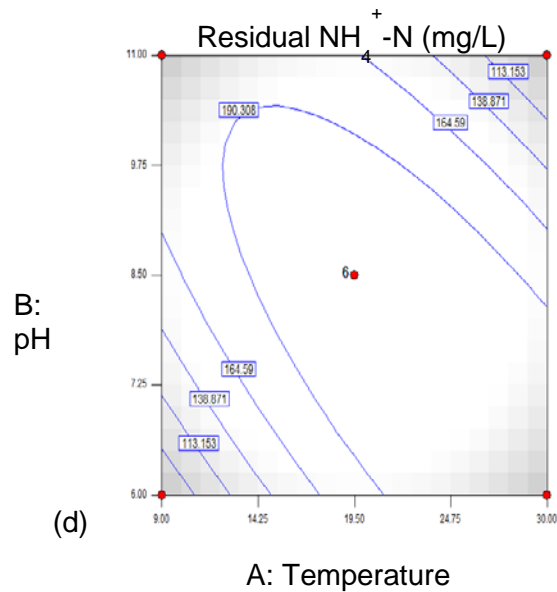 Residual NH4+-N (mg/L)
11.00
113.153
138.871
190.308
164.59
9.75
B:
pH
8.50
6
164.59
7.25
138.871
113.153
6.00
(d)
9.00 14.25 19.50 24.75 30.00
A: Temperature